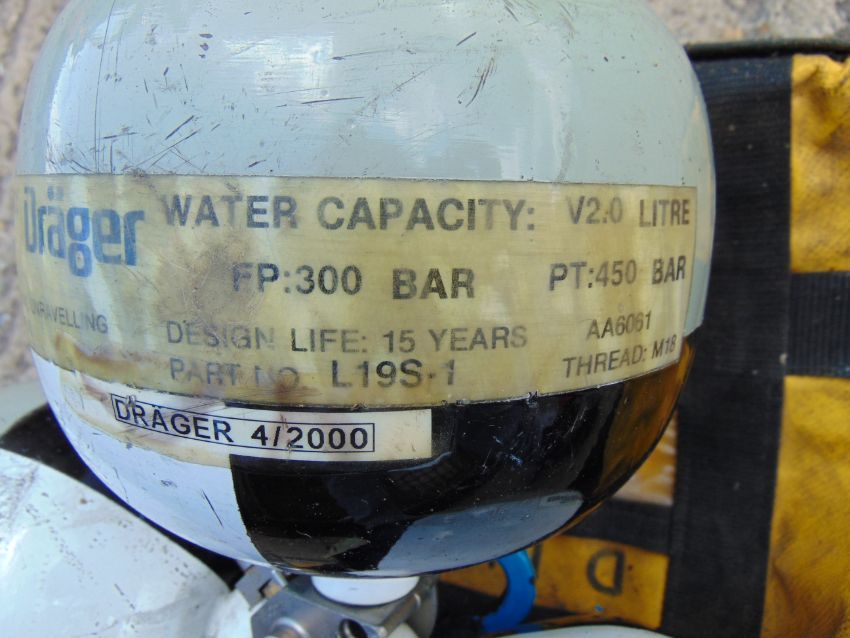 Dräger WATER CAPACITY: V2.0 LITRE
FP:300 BAR PT:450 BAR
AA6061
DESIGN LIFE: 15 YEARS
PART NO. L19S-1 THREAD: M18
DRAGER 4/2000
D